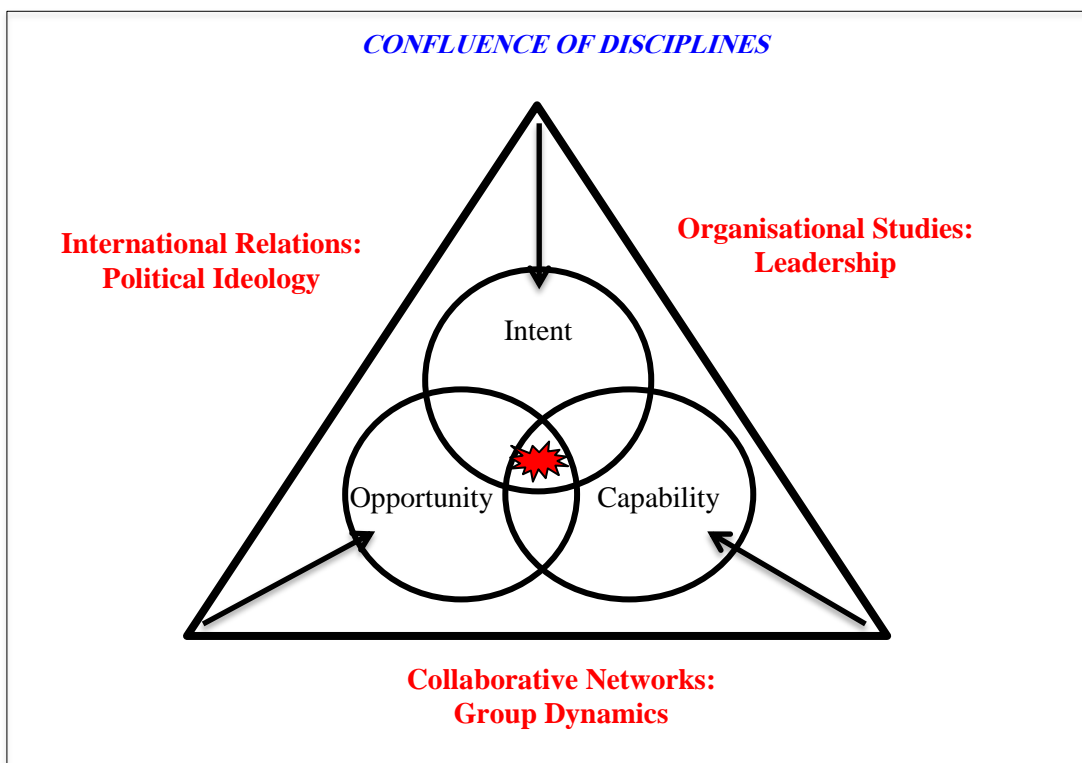 CONFLUENCE OF DISCIPLINES
International Relations:
Political Ideology
Organisational Studies:
Leadership
Intent
Opportunity
Capability
Collaborative Networks:
Group Dynamics